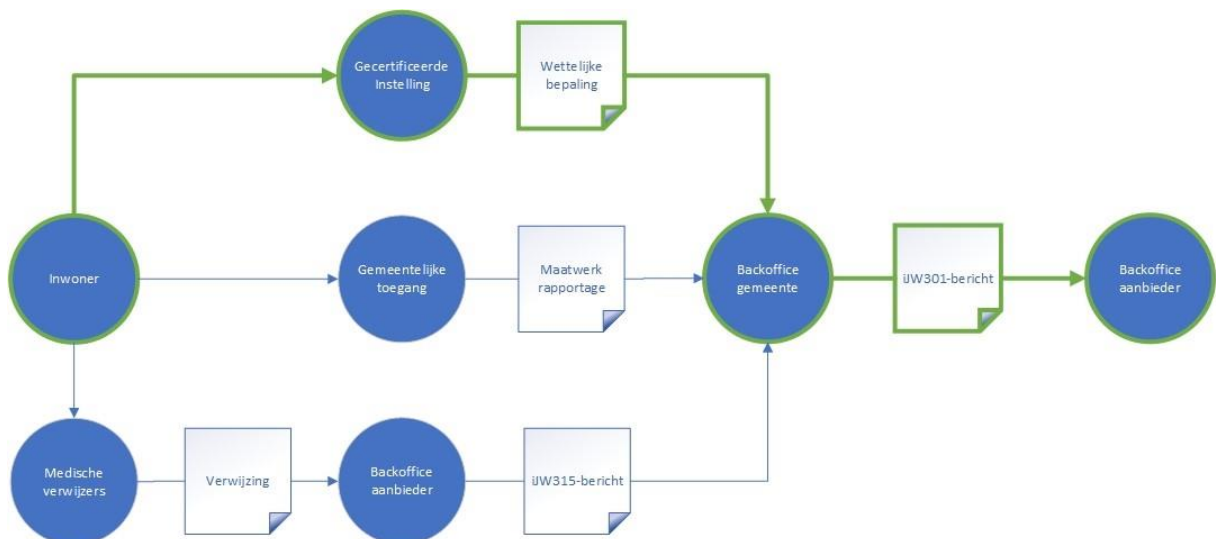 Gecertificeerde
Instelling
Wettelijke
bepaling
Inwoner
Gemeentelijke
toegang
Maatwerk
rapportage
Backoffice
gemeente
iJW301-bericht
Backoffice
aanbieder
Medische
verwijzers
Verwijzing
Backoffice
aanbieder
iJW315-bericht